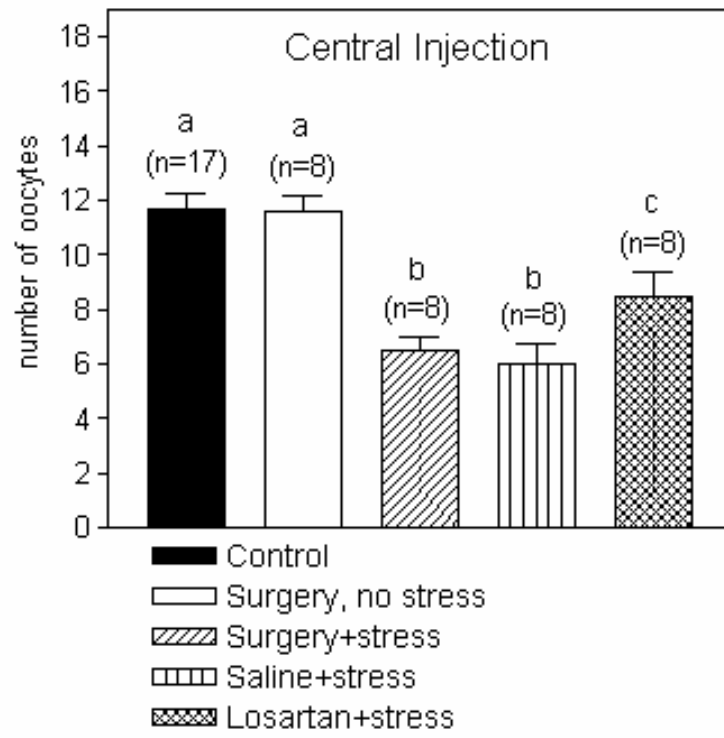 Central Injection
number of oocytes
18
16
14
12
10
8
6
4
2
0
a
(n=17)
a
(n=8)
b
(n=8)
b
(n=8)
c
(n=8)
Control
Surgery, no stress
Surgery+stress
Saline+stress
Losartan+stress